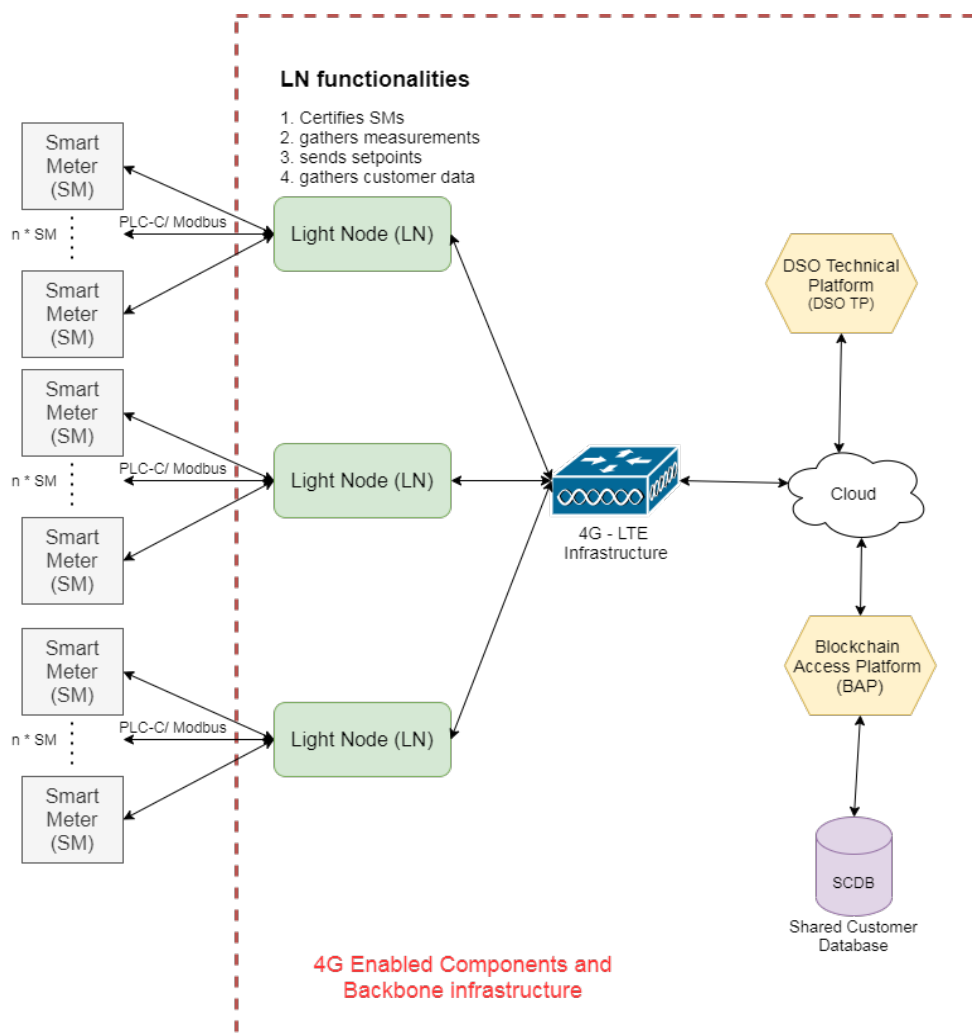 LN functionalities
1. Certifies SMs
2. gathers measurements
3. sends setpoints
4. gathers customer data
Smart
Meter
(SM)
n * SM
PLC-C/ Modbus
Light Node (LN)
Smart
Meter
(SM)
DSO Technical
Platform
(DSO TP)
Smart
Meter
(SM)
n * SM
PLC-C/ Modbus
Light Node (LN)
Smart
Meter
(SM)
4G - LTE
Infrastructure
Cloud
Smart
Meter
(SM)
n * SM
PLC-C/ Modbus
Light Node (LN)
Smart
Meter
(SM)
Blockchain
Access Platform
(BAP)
SCDB
Shared Customer
Database
4G Enabled Components and
Backbone infrastructure